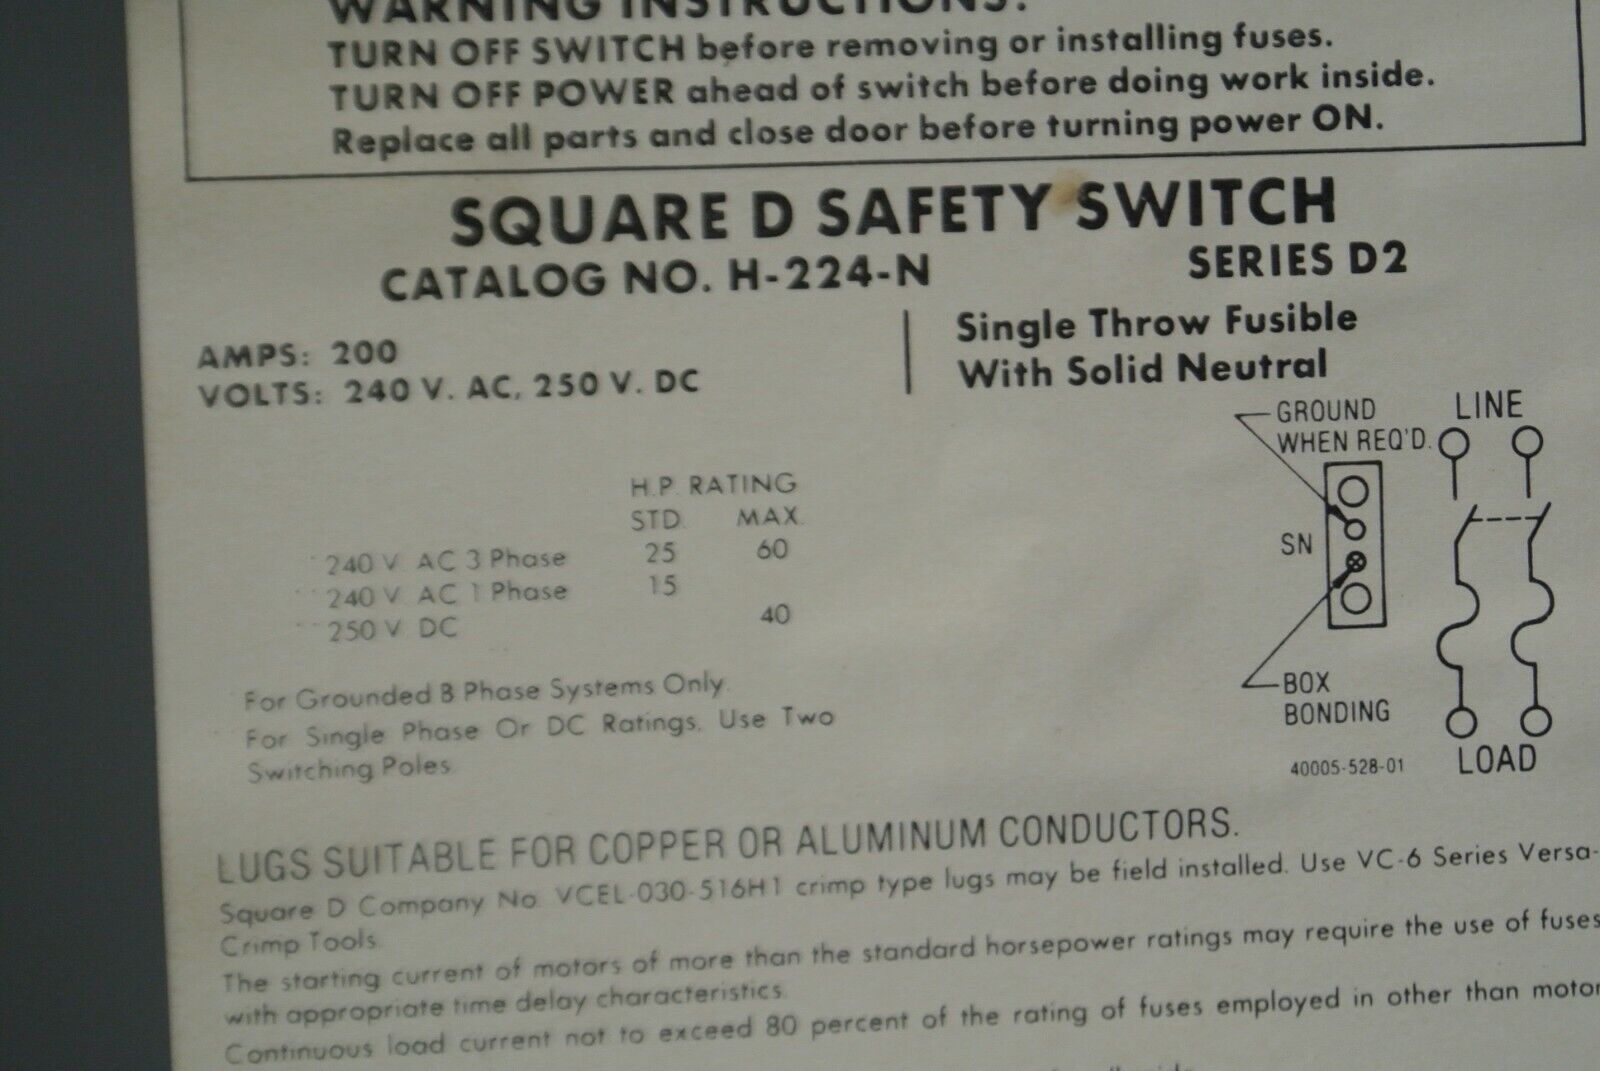 WARNING INSTRUCTIONS:
TURN OFF SWITCH before removing or installing fuses.
TURN OFF POWER ahead of switch before doing work inside.
Replace all parts and close door before turning power ON.
SQUARE D SAFETY SWITCH
CATALOG NO. H-224-N
SERIES D2
AMPS: 200
VOLTS: 240 V. AC, 250 V. DC
Single Throw Fusible
With Solid Neutral
H.P. RATING
STD. MAX.
240 V. AC 3 Phase 25 60
240 V. AC 1 Phase 15
250 V. DC 40
For Grounded B Phase Systems Only.
For Single Phase Or DC Ratings, Use Two
Switching Poles
GROUND
WHEN REQ'D.
LINE
SN
BOX
BONDING
40005-528-01
LOAD
LUGS SUITABLE FOR COPPER OR ALUMINUM CONDUCTORS.
Square D Company No. VCEL-030-516H1 crimp type lugs may be field installed. Use VC-6 Series Versa-
Crimp Tools.
The starting current of motors of more than the standard horsepower ratings may require the use of fuses
with appropriate time delay characteristics.
Continuous load current not to exceed 80 percent of the rating of fuses employed in other than motor